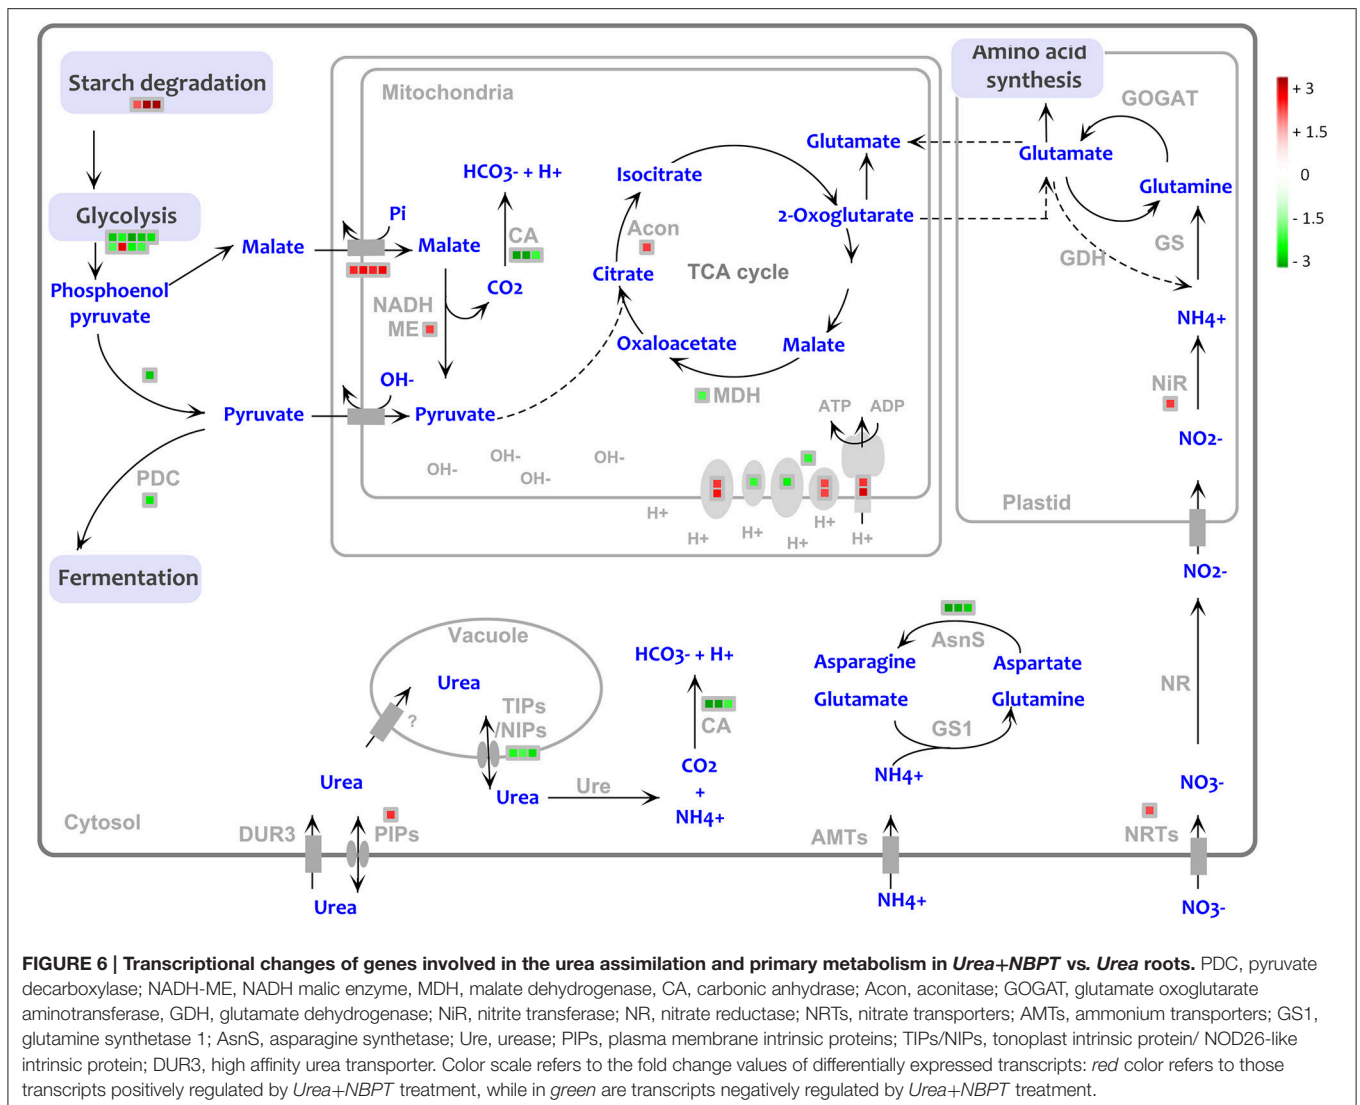 Starch degradation
Glycolysis
Phosphoenol
pyruvate
Malate
Pyruvate
PDC
Fermentation
Mitochondria
Pi
Malate
HCO3- + H+
CA
CO2
NADH
ME
OH-
Pyruvate
OH-
OH-
OH-
OH-
Isocitrate
Acon
Citrate
TCA cycle
Oxaloacetate
Malate
MDH
Glutamate
2-Oxoglutarate
ATP
ADP
H+
H+
H+
H+
H+
H+
Amino acid
synthesis
GOGAT
Glutamate
Glutamine
GDH
GS
NH4+
NiR
NO2-
Plastid
NO2-
NR
NO3-
NRTs
NO3-
+ 3
+ 1.5
0
- 1.5
- 3
Vacuole
Urea
?
TIPs
/NIPs
Urea
Urea
Ure
HCO3- + H+
CA
CO2
+
NH4+
Cytosol
DUR3
PIPs
Urea
AsnS
Asparagine
Aspartate
Glutamate
Glutamine
GS1
NH4+
AMTs
NH4+
FIGURE 6 | Transcriptional changes of genes involved in the urea assimilation and primary metabolism in Urea+NBPT vs. Urea roots. PDC, pyruvate
decarboxylase; NADH-ME, NADH malic enzyme, MDH, malate dehydrogenase, CA, carbonic anhydrase; Acon, aconitase; GOGAT, glutamate oxoglutarate
aminotransferase, GDH, glutamate dehydrogenase; NiR, nitrite transferase; NR, nitrate reductase; NRTs, nitrate transporters; AMTs, ammonium transporters; GS1,
glutamine synthetase 1; AsnS, asparagine synthetase; Ure, urease; PIPs, plasma membrane intrinsic proteins; TIPs/NIPs, tonoplast intrinsic protein/ NOD26-like
intrinsic protein; DUR3, high affinity urea transporter. Color scale refers to the fold change values of differentially expressed transcripts: red color refers to those
transcripts positively regulated by Urea+NBPT treatment, while in green are transcripts negatively regulated by Urea+NBPT treatment.